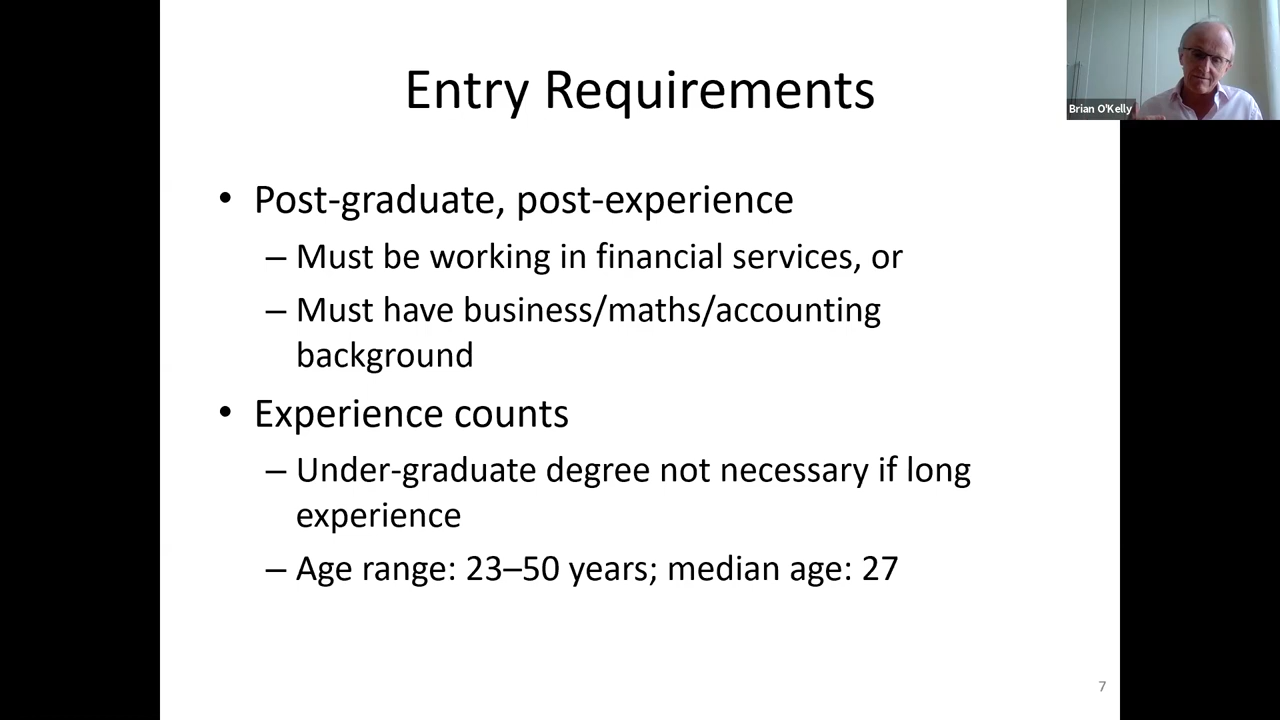 Entry Requirements
Brian O'Kelly
• Post-graduate, post-experience
– Must be working in financial services, or
– Must have business/maths/accounting
background
• Experience counts
– Under-graduate degree not necessary if long
experience
– Age range: 23–50 years; median age: 27
7